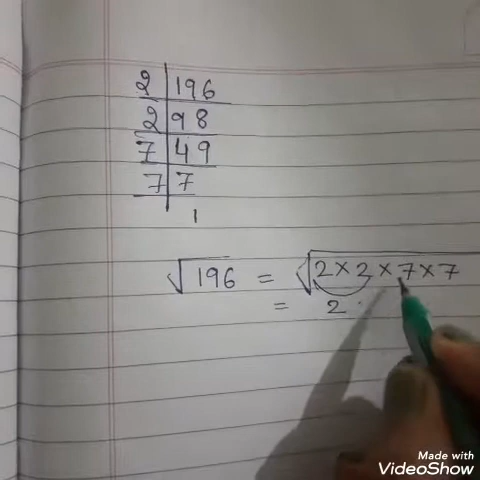 2 | 196
2 | 98
7 | 49
7 | 7
1
√196 = √2×2×7×7
= 2
Made with
VideoShow